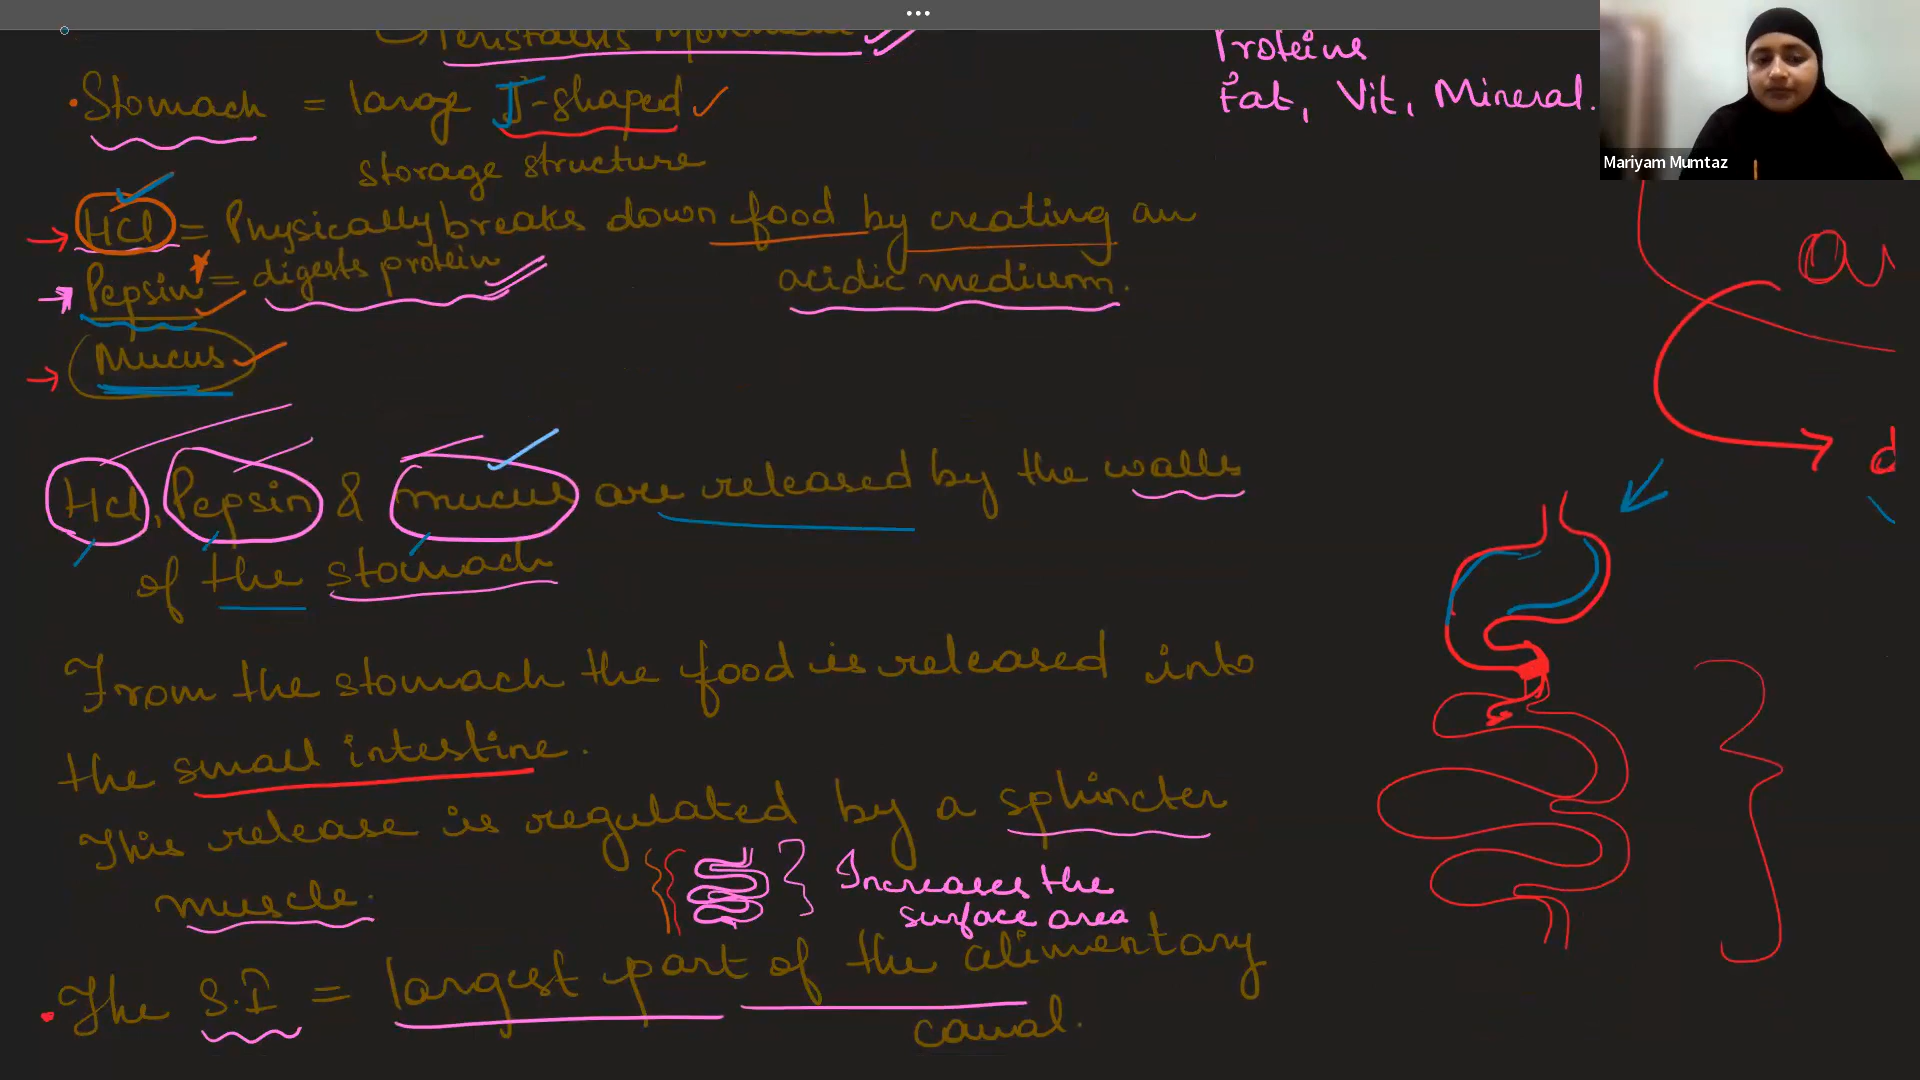 Peristalsis Movement
Proteins
Fat, Vit, Mineral.
Mariyam Mumtaz
• Stomach = large J-shaped
storage structure
→ Hcl = Physically breaks down food by creating an
acidic medium.
→ Pepsin* = digests protein
→ Mucus
Hcl, Pepsin & mucus are released by the walls
of the stomach
From the stomach the food is released into
the small intestine.
This release is regulated by a sphincter
muscle.
Increases the
surface area
• The S.I = largest part of the alimentary
canal.